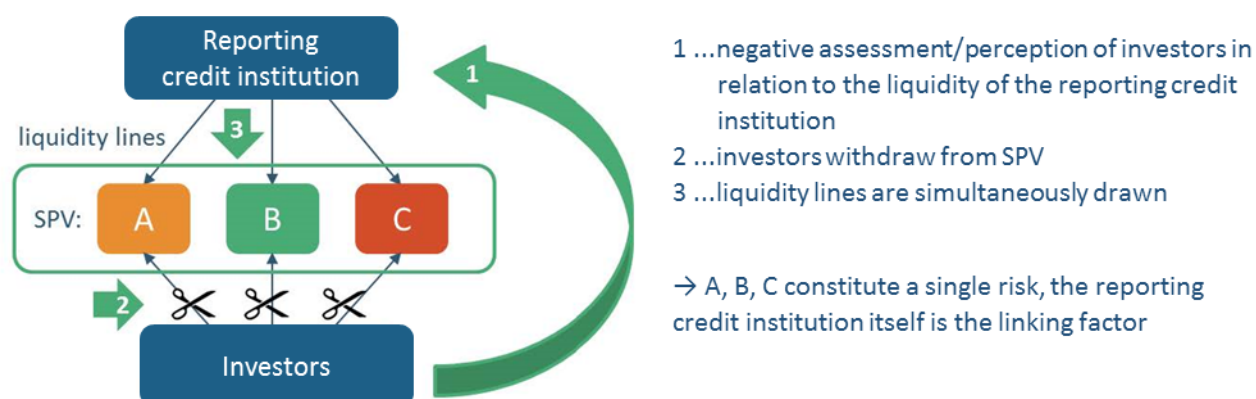 Reporting
credit institution
1
3
liquidity lines
SPV:
A
B
C
2
Investors
1 ...negative assessment/perception of investors in
relation to the liquidity of the reporting credit
institution
2 ...investors withdraw from SPV
3 ...liquidity lines are simultaneously drawn
→ A, B, C constitute a single risk, the reporting
credit institution itself is the linking factor